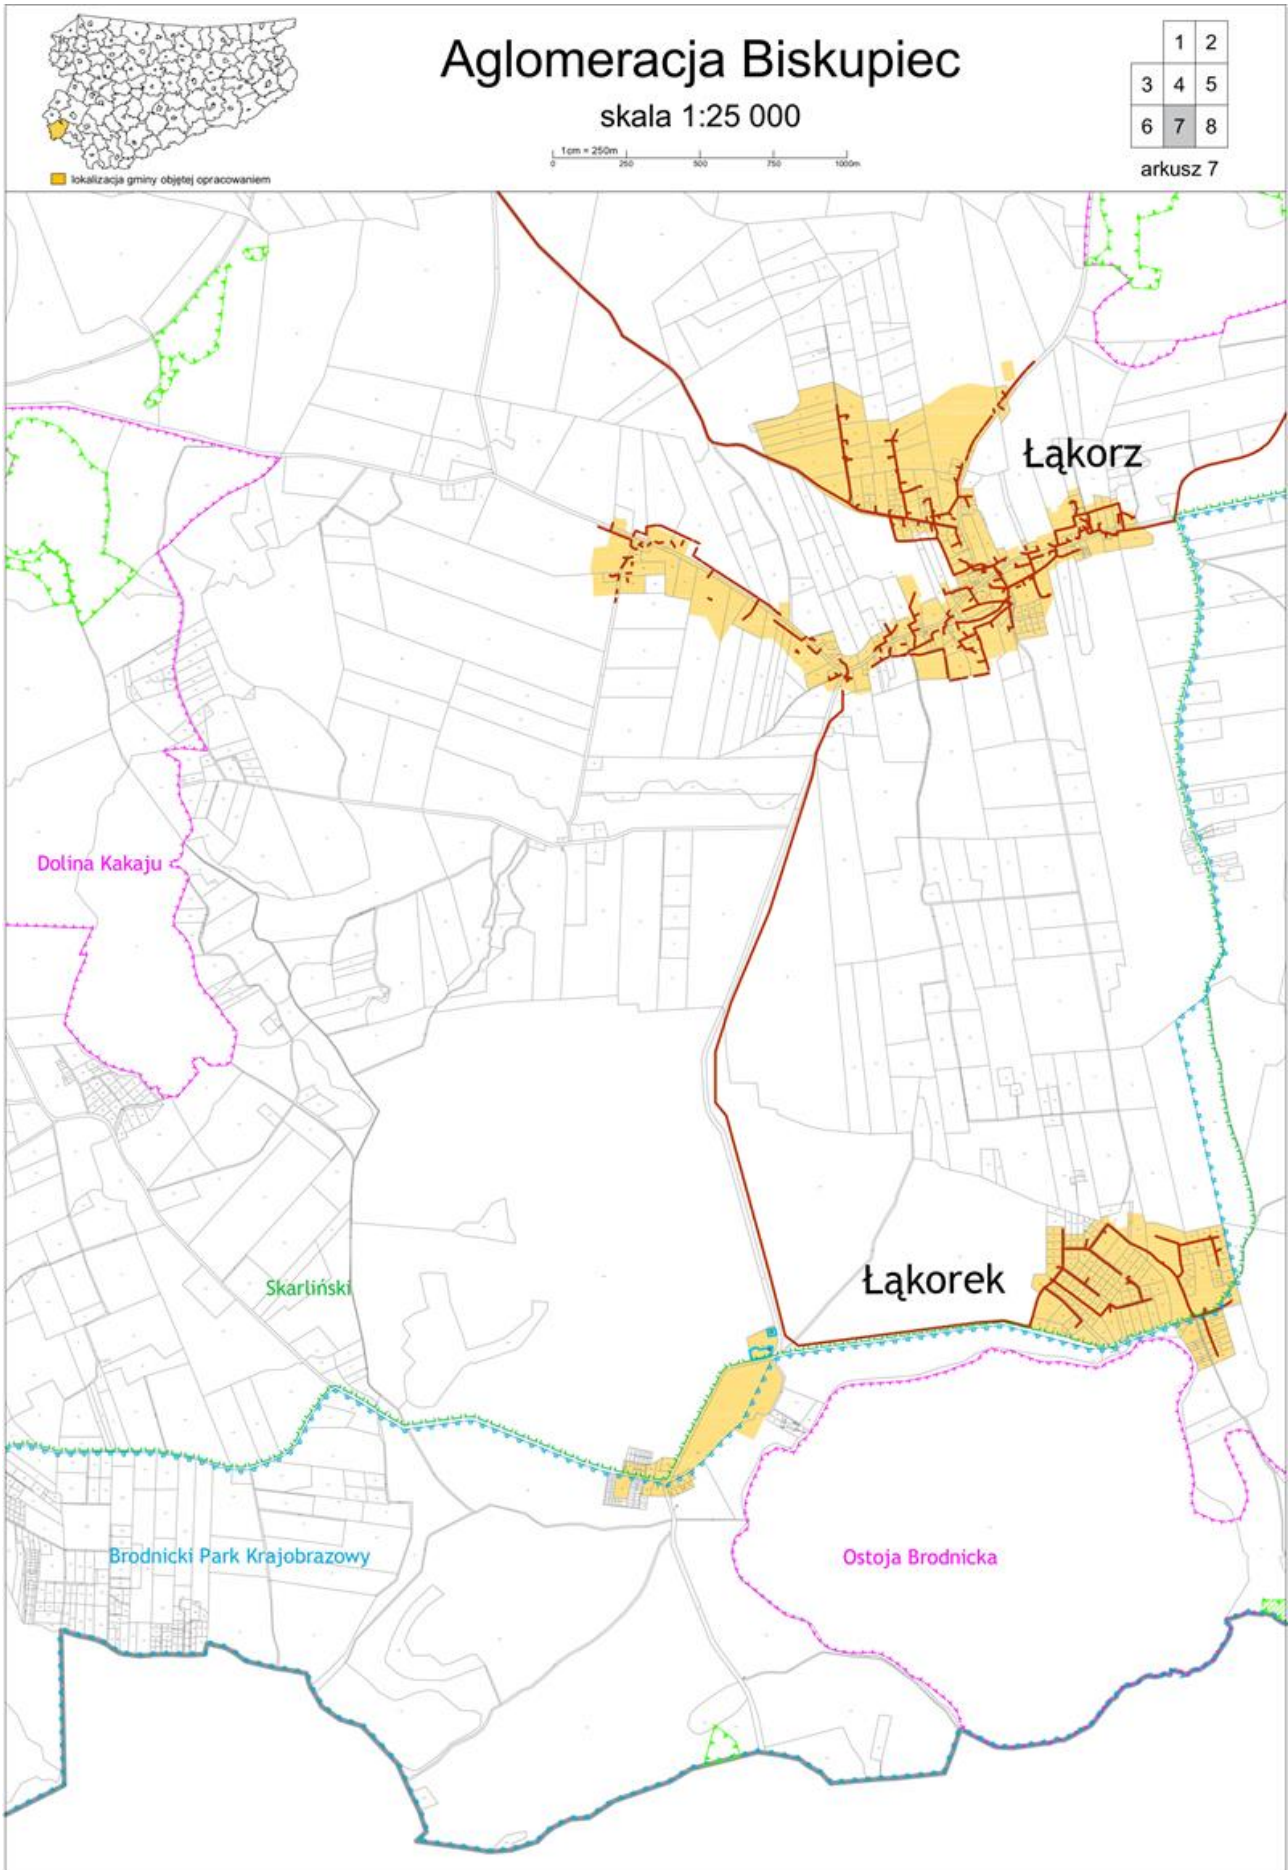 Aglomeracja Biskupiec
skala 1:25 000
1cm = 250m
0 250 500 750 1000m
lokalizacja gminy objętej opracowaniem
1 2
3 4 5
6 7 8
arkusz 7
Łąkorz
Dolina Kakaju
Skarliński
Łąkorek
Brodnicki Park Krajobrazowy
Ostoja Brodnicka